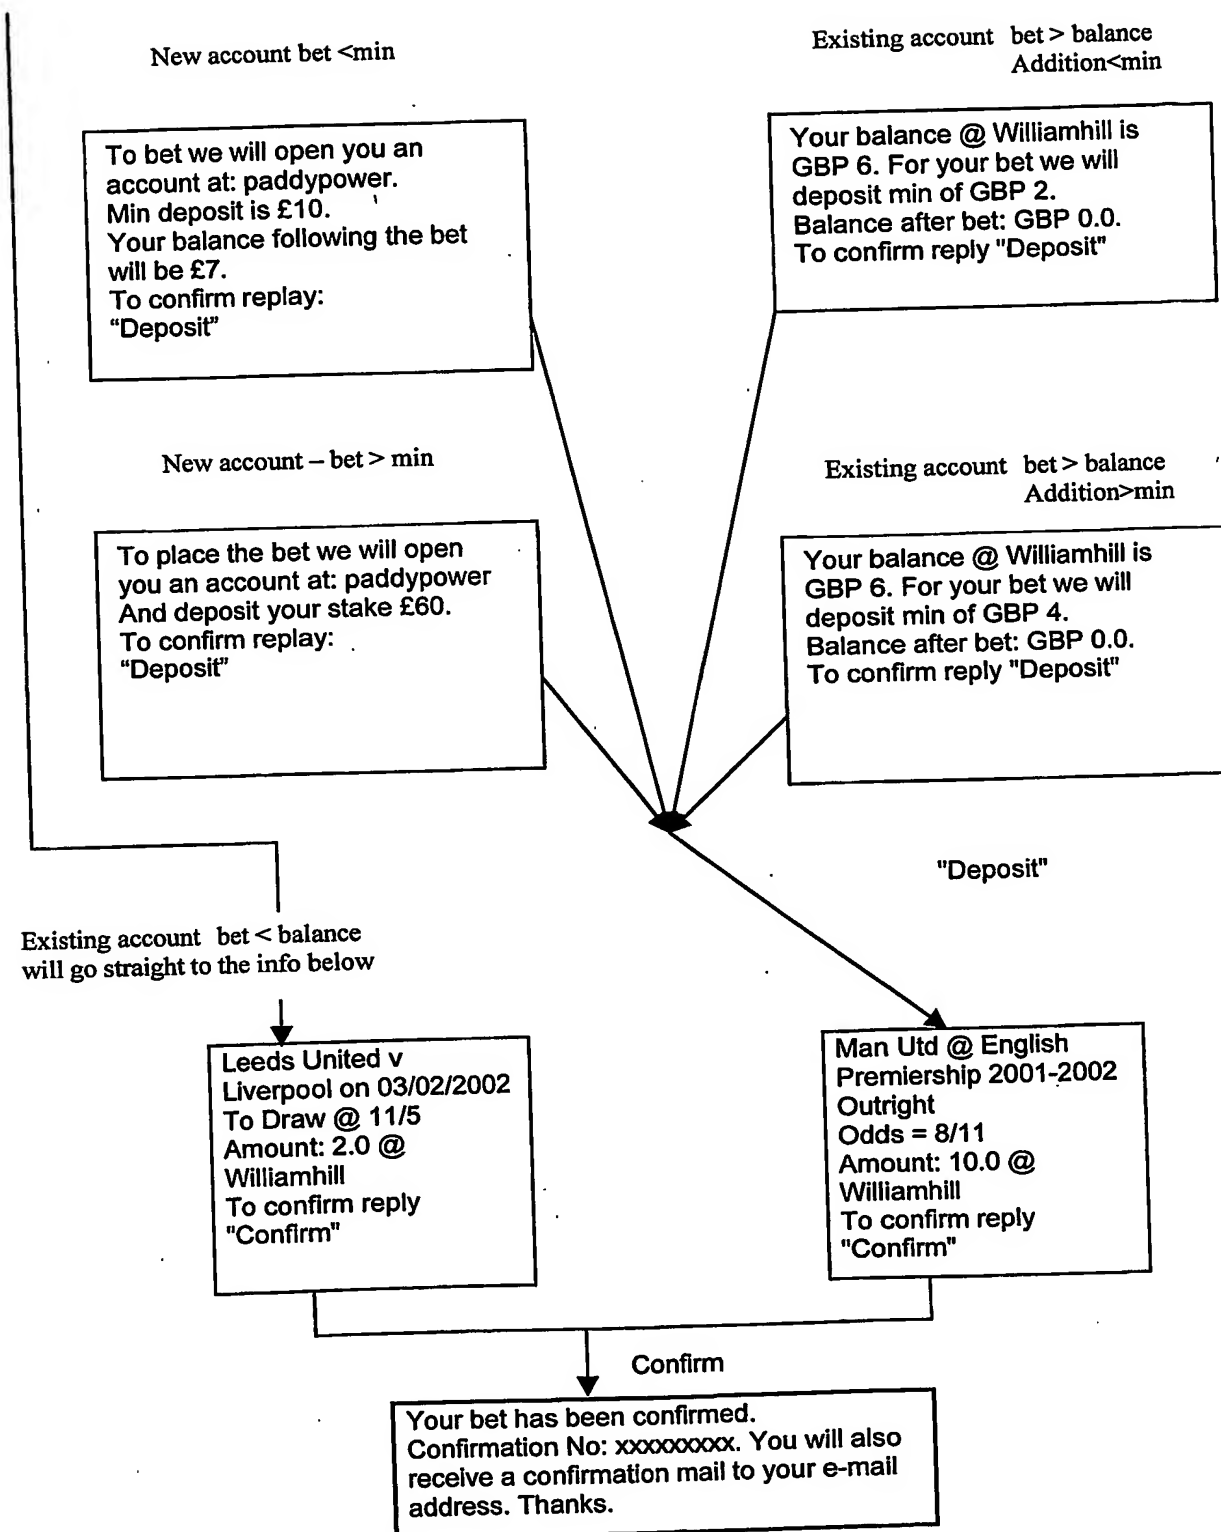 New account bet <min
Existing account bet > balance
Addition<min
To bet we will open you an
account at: paddypower.
Min deposit is £10.
Your balance following the bet
will be £7.
To confirm replay:
“Deposit”
Your balance @ Williamhill is
GBP 6. For your bet we will
deposit min of GBP 2.
Balance after bet: GBP 0.0.
To confirm reply "Deposit"
New account – bet > min
Existing account bet > balance
Addition>min
To place the bet we will open
you an account at: paddypower
And deposit your stake £60.
To confirm replay:
“Deposit”
Your balance @ Williamhill is
GBP 6. For your bet we will
deposit min of GBP 4.
Balance after bet: GBP 0.0.
To confirm reply "Deposit"
"Deposit"
Existing account bet < balance
will go straight to the info below
Leeds United v
Liverpool on 03/02/2002
To Draw @ 11/5
Amount: 2.0 @
Williamhill
To confirm reply
"Confirm"
Man Utd @ English
Premiership 2001-2002
Outright
Odds = 8/11
Amount: 10.0 @
Williamhill
To confirm reply
"Confirm"
Confirm
Your bet has been confirmed.
Confirmation No: xxxxxxxxx. You will also
receive a confirmation mail to your e-mail
address. Thanks.